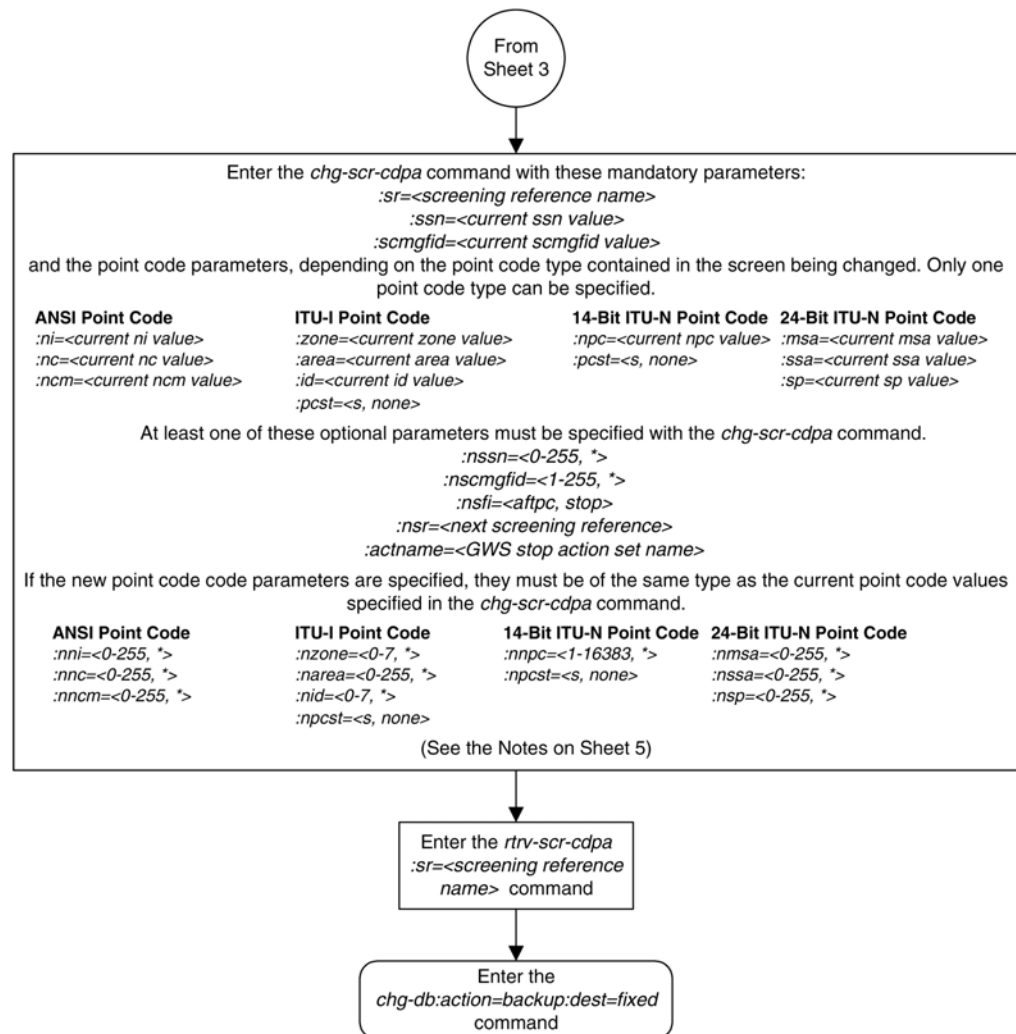 From
Sheet 3
Enter the chg-scr-cdpa command with these mandatory parameters:
:sr=<screening reference name>
:ssn=<current ssn value>
:scmgfid=<current scmgfid value>
and the point code parameters, depending on the point code type contained in the screen being changed. Only one
point code type can be specified.
ANSI Point Code
:ni=<current ni value>
:nc=<current nc value>
:ncm=<current ncm value>
ITU-I Point Code
:zone=<current zone value>
:area=<current area value>
:id=<current id value>
:pcst=<s, none>
14-Bit ITU-N Point Code
:npc=<current npc value>
:pcst=<s, none>
24-Bit ITU-N Point Code
:msa=<current msa value>
:ssa=<current ssa value>
:sp=<current sp value>
At least one of these optional parameters must be specified with the chg-scr-cdpa command.
:nssn=<0-255, *>
:nscmgfid=<1-255, *>
:nsfi=<aftpc, stop>
:nsr=<next screening reference>
:actname=<GWS stop action set name>
If the new point code code parameters are specified, they must be of the same type as the current point code values
specified in the chg-scr-cdpa command.
ANSI Point Code
:nni=<0-255, *>
:nnc=<0-255, *>
:nncm=<0-255, *>
ITU-I Point Code
:nzone=<0-7, *>
:narea=<0-255, *>
:nid=<0-7, *>
:npcst=<s, none>
14-Bit ITU-N Point Code
:nnpc=<1-16383, *>
:npcst=<s, none>
24-Bit ITU-N Point Code
:nmsa=<0-255, *>
:nssa=<0-255, *>
:nsp=<0-255, *>
(See the Notes on Sheet 5)
Enter the rtrv-scr-cdpa
:sr=<screening reference
name> command
Enter the
chg-db:action=backup:dest=fixed
command